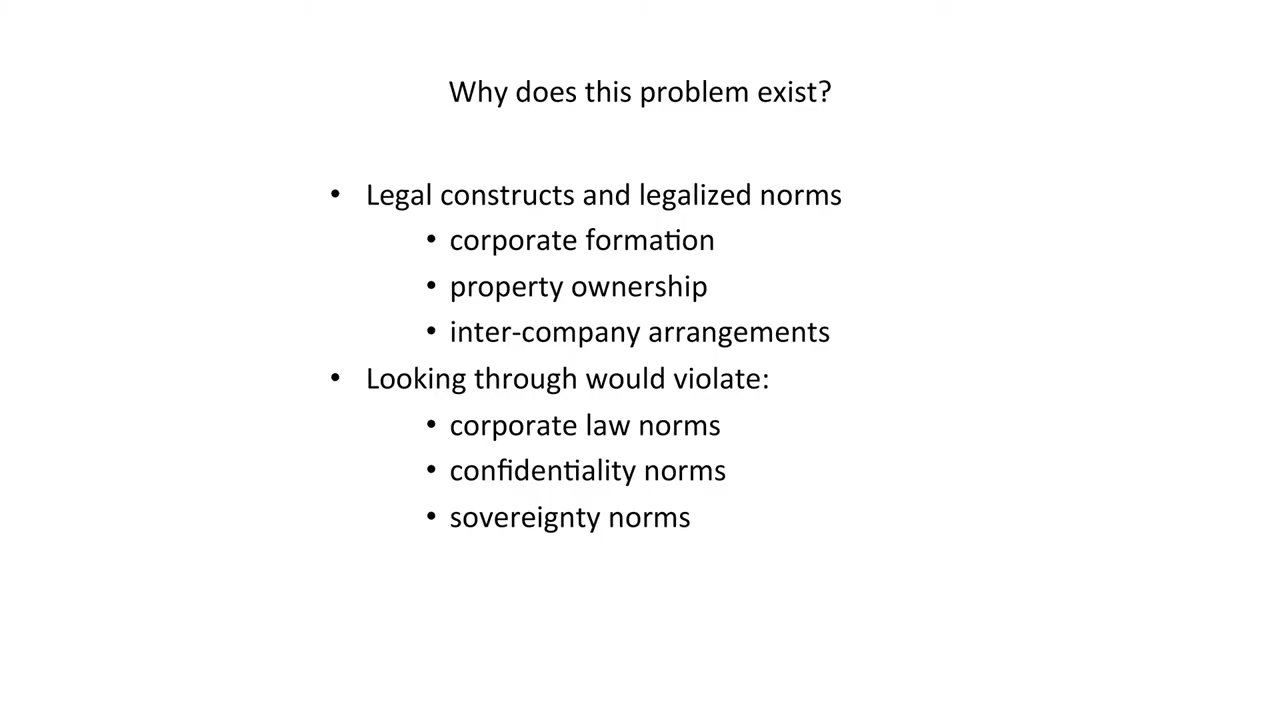 Why does this problem exist?
• Legal constructs and legalized norms
• corporate formation
• property ownership
• inter-company arrangements
• Looking through would violate:
• corporate law norms
• confidentiality norms
• sovereignty norms